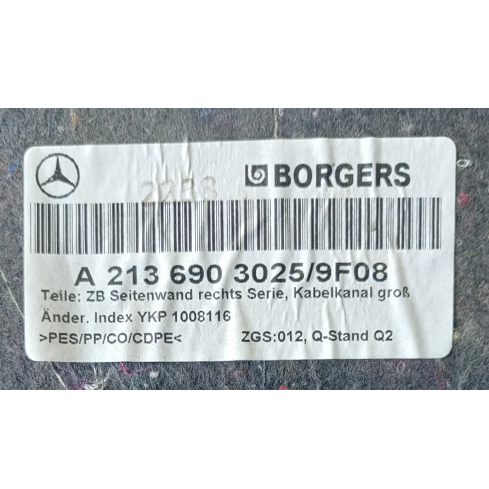 2298
BORGERS
A 213 690 3025/9F08
Teile: ZB Seitenwand rechts Serie, Kabelkanal groß
Änder. Index YKP 1008116
>PES/PP/CO/CDPE< ZGS:012, Q-Stand Q2